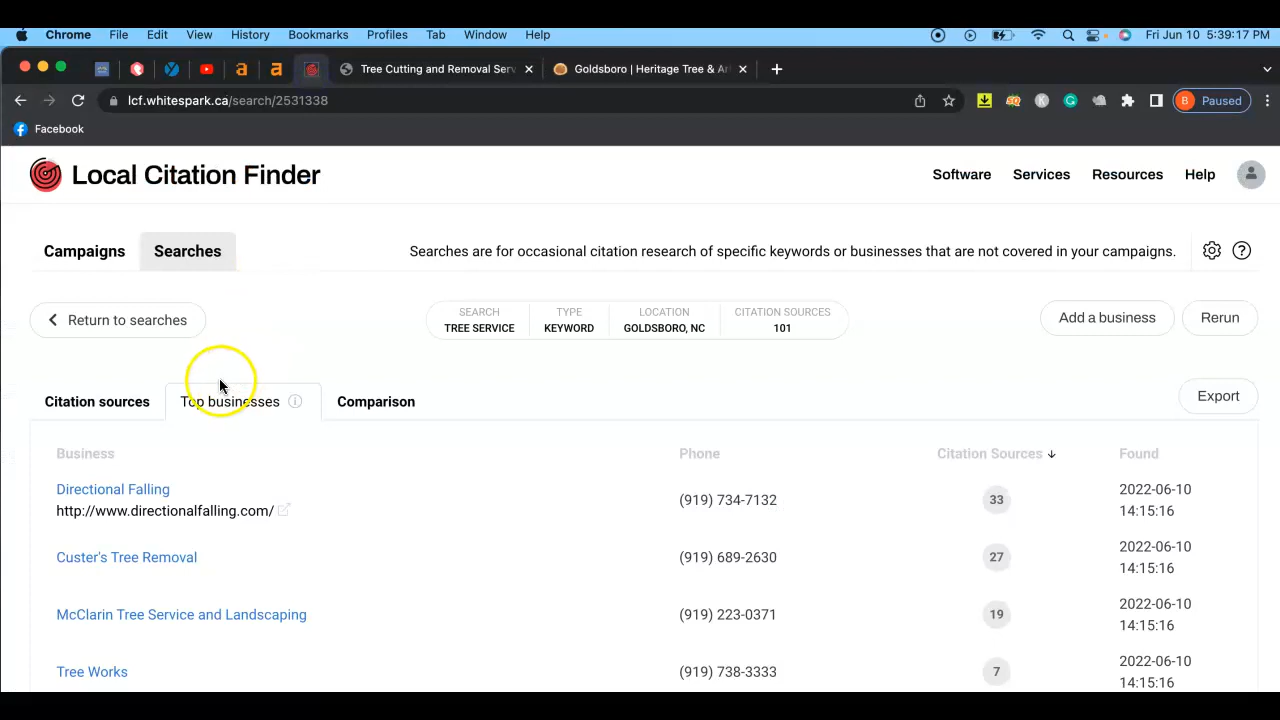 Chrome File Edit View History Bookmarks Profiles Tab Window Help Fri Jun 10 5:39:17 PM
Tree Cutting and Removal Serv Goldsboro | Heritage Tree & Ar
lcf.whitespark.ca/search/2531338 B Paused
Facebook
Local Citation Finder Software Services Resources Help
Campaigns Searches Searches are for occasional citation research of specific keywords or businesses that are not covered in your campaigns.
Return to searches
SEARCH TYPE LOCATION CITATION SOURCES
TREE SERVICE KEYWORD GOLDSBORO, NC 101
Add a business Rerun
Citation sources Top businesses Comparison Export
Business Phone Citation Sources Found
Directional Falling
http://www.directionalfalling.com/ (919) 734-7132 33 2022-06-10
14:15:16
Custer's Tree Removal (919) 689-2630 27 2022-06-10
14:15:16
McClarin Tree Service and Landscaping (919) 223-0371 19 2022-06-10
14:15:16
Tree Works (919) 738-3333 7 2022-06-10
14:15:16